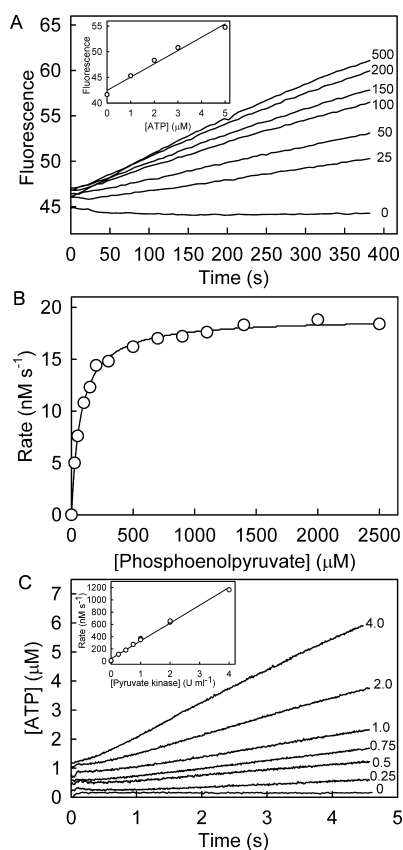 A
Fluorescence
65
60
55
50
45
Fluorescence
55
50
45
40
0 1 2 3 4 5
[ATP] (μM)
500
200
150
100
50
25
0
0 50 100 150 200 250 300 350 400
Time (s)
B
Rate (nM s-1)
20
15
10
5
0
0 500 1000 1500 2000 2500
[Phosphoenolpyruvate] (μM)
C
[ATP] (μM)
7
6
5
4
3
2
1
0
Rate (nM s-1)
1200
1000
800
600
400
200
0
0 1 2 3 4
[Pyruvate kinase] (U ml-1)
4.0
2.0
1.0
0.75
0.5
0.25
0
0 1 2 3 4 5
Time (s)